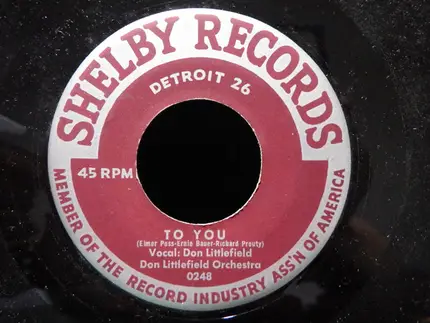 SHELBY RECORDS
DETROIT 26
45 RPM
TO YOU
(Elmer Poss-Ernie Bauer-Richard Prouty)
Vocal: Don Littlefield
Don Littlefield Orchestra
0248
MEMBER OF THE RECORD INDUSTRY ASS'N OF AMERICA